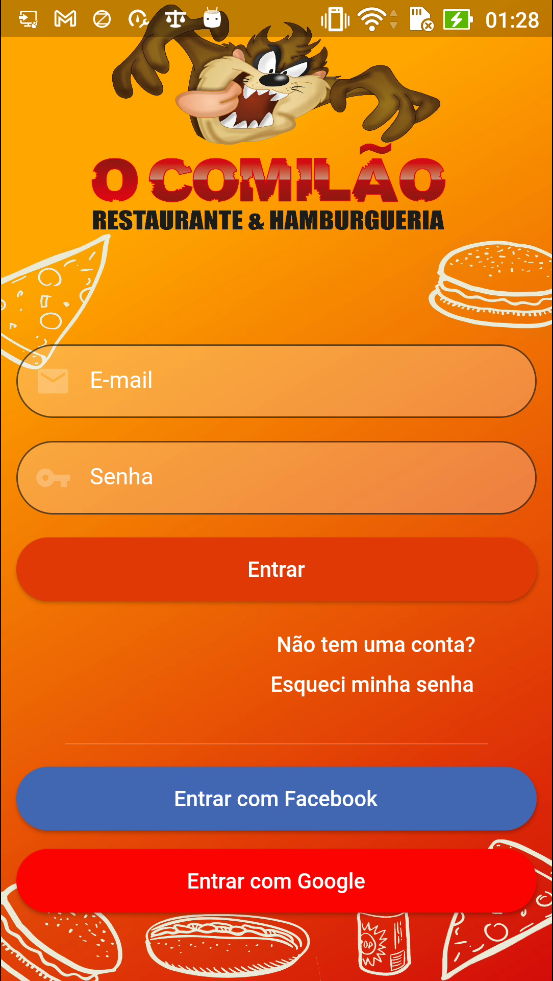 01:28
O COMILÃO
RESTAURANTE & HAMBURGUERIA
E-mail
Senha
Entrar
Não tem uma conta?
Esqueci minha senha
Entrar com Facebook
Entrar com Google